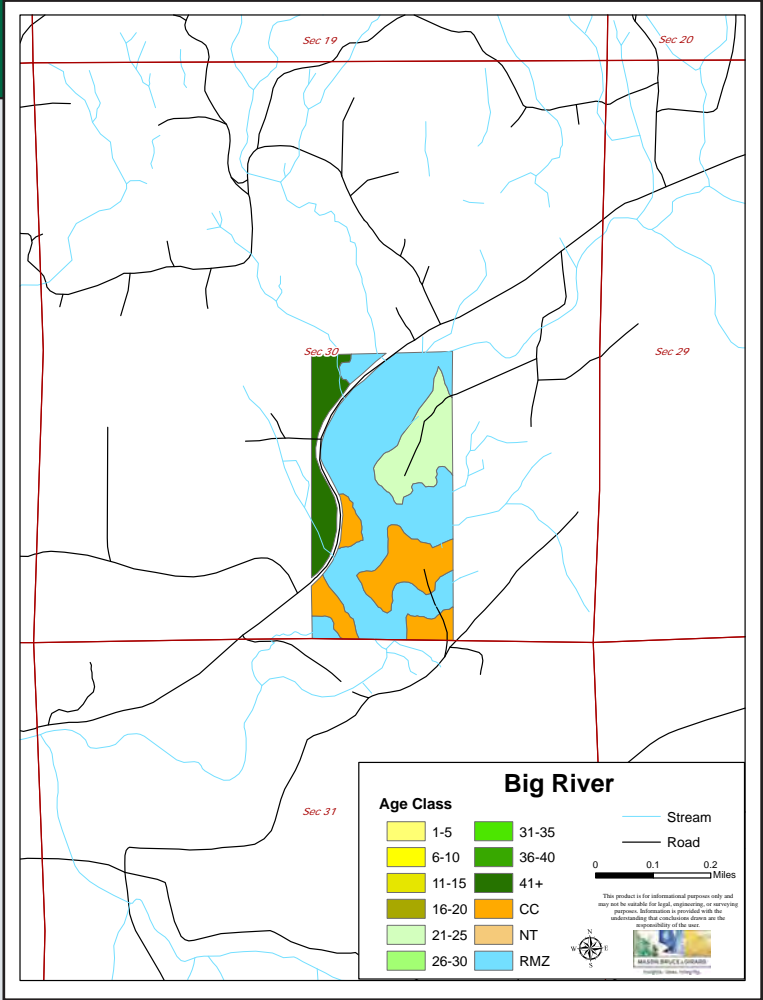 Sec 19
Sec 20
Sec 30
Sec 29
Sec 31
Big River
Age Class
1-5
6-10
11-15
16-20
21-25
26-30
31-35
36-40
41+
CC
NT
RMZ
Stream
Road
0 0.1 0.2
Miles
This product is for informational purposes only and
may not be suitable for legal, engineering, or surveying
purposes. Information is provided with the
understanding that conclusions drawn are the
responsibility of the user.
N
W E
S
MASON, BRUCE & GIRARD